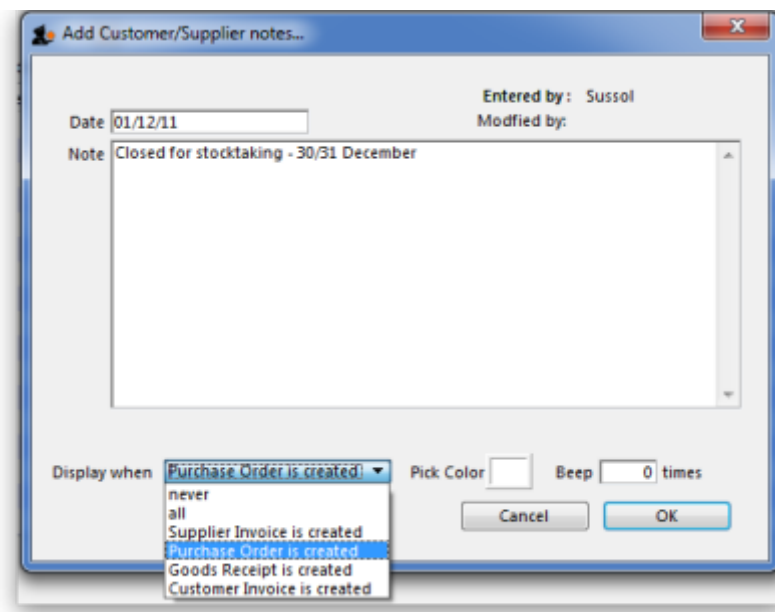 Add Customer/Supplier notes...
Entered by: Sussol
Date 01/12/11
Modfied by:
Note Closed for stocktaking - 30/31 December
Display when Purchase Order is created Pick Color Beep 0 times
never
all
Supplier Invoice is created
Purchase Order is created
Goods Receipt is created
Customer Invoice is created
Cancel OK